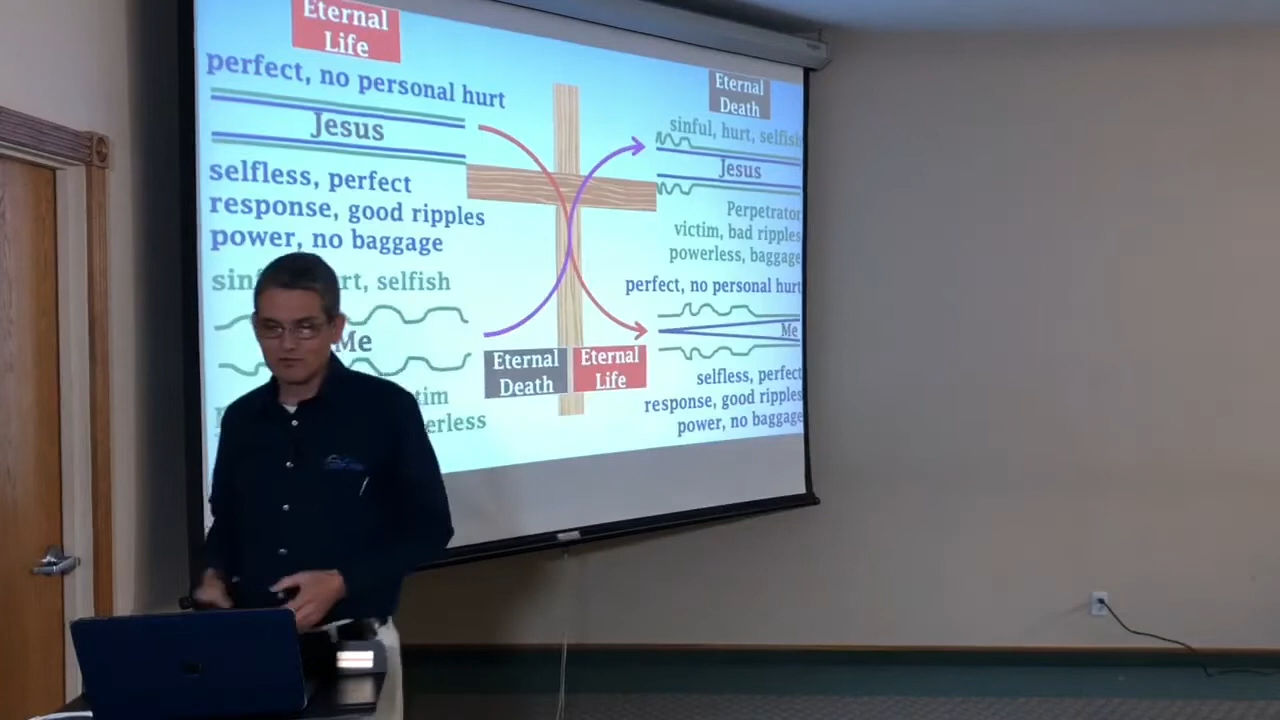 Eternal
Life
perfect, no personal hurt
Jesus
selfless, perfect
response, good ripples
power, no baggage
selfish
Me
Eternal
Death
Eternal
Life
Eternal
Death
sinful, hurt, selfish
Jesus
Perpetrator
victim, bad ripples
powerless, baggage
perfect, no personal hurt
Me
selfless, perfect
response, good ripples
power, no baggage